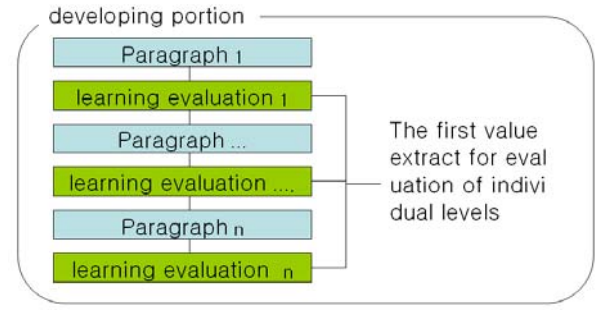 developing portion
Paragraph 1
learning evaluation 1
Paragraph ...
learning evaluation ....
Paragraph n
learning evaluation n
The first value
extract for eval
uation of indivi
dual levels